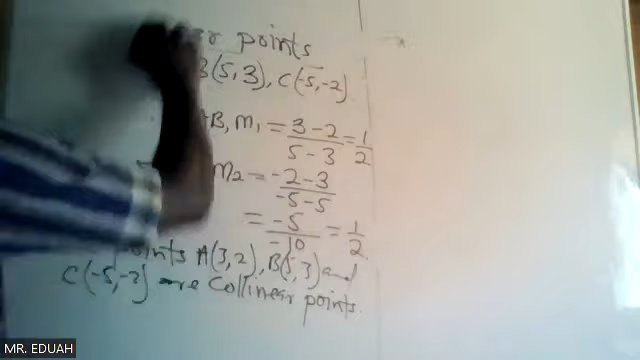 points
B(5,3), C(-5,-2)
AB, m₁ = 3-2/5-3 = 1/2
m₂ = -2-3/-5-5
= -5/-10 = 1/2
points A(3,2), B(5,3) and
C(-5,-2) are collinear points.
MR. EDUAH